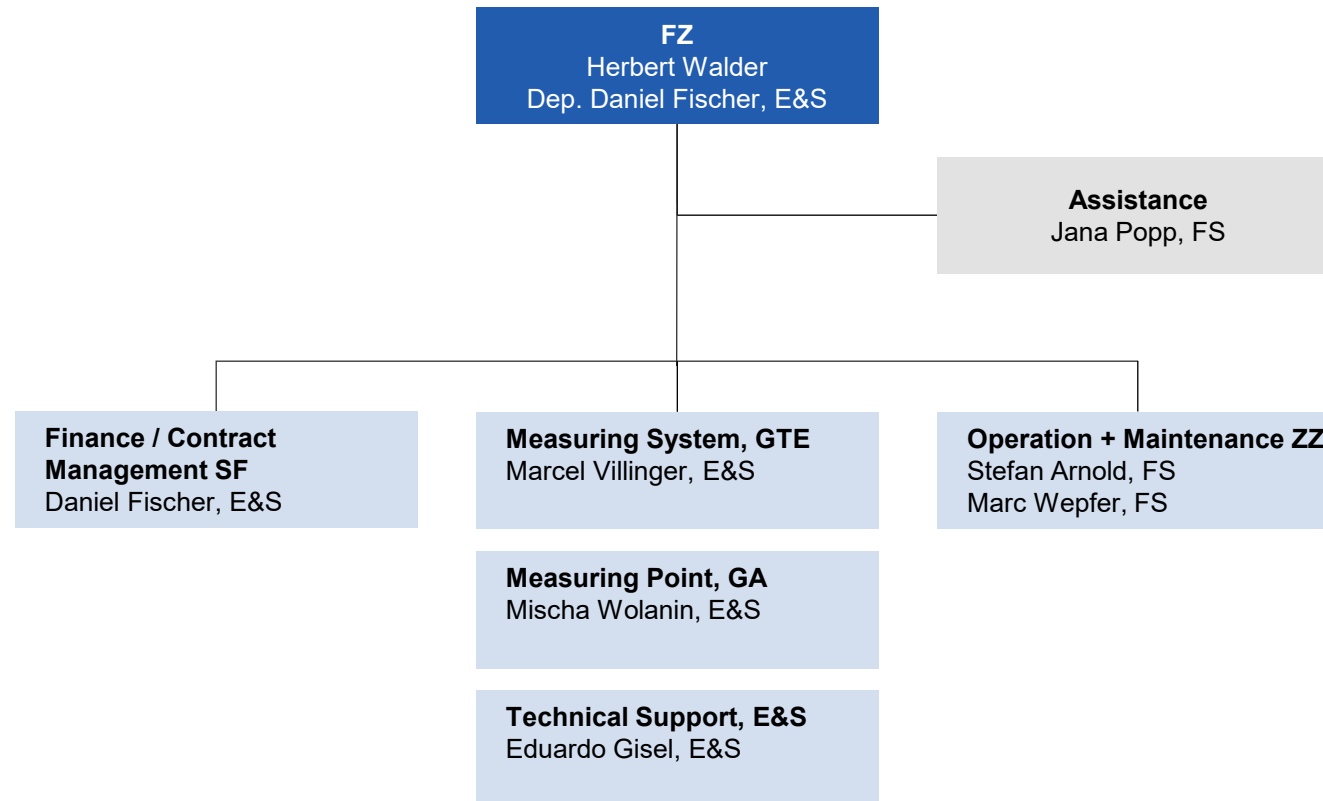 FZ
Herbert Walder
Dep. Daniel Fischer, E&S
Assistance
Jana Popp, FS
Finance / Contract
Management SF
Daniel Fischer, E&S
Measuring System, GTE
Marcel Villinger, E&S
Operation + Maintenance ZZ
Stefan Arnold, FS
Marc Wepfer, FS
Measuring Point, GA
Mischa Wolanin, E&S
Technical Support, E&S
Eduardo Gisel, E&S